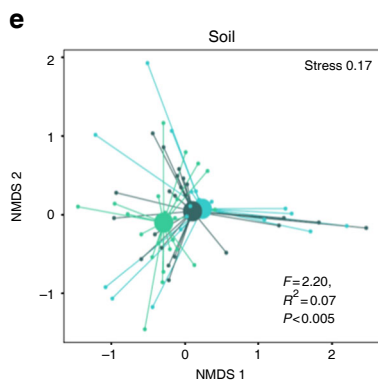 e
Soil
Stress 0.17
2
1
0
−1
NMDS 2
F=2.20,
R²=0.07
P<0.005
−1
0
1
2
NMDS 1